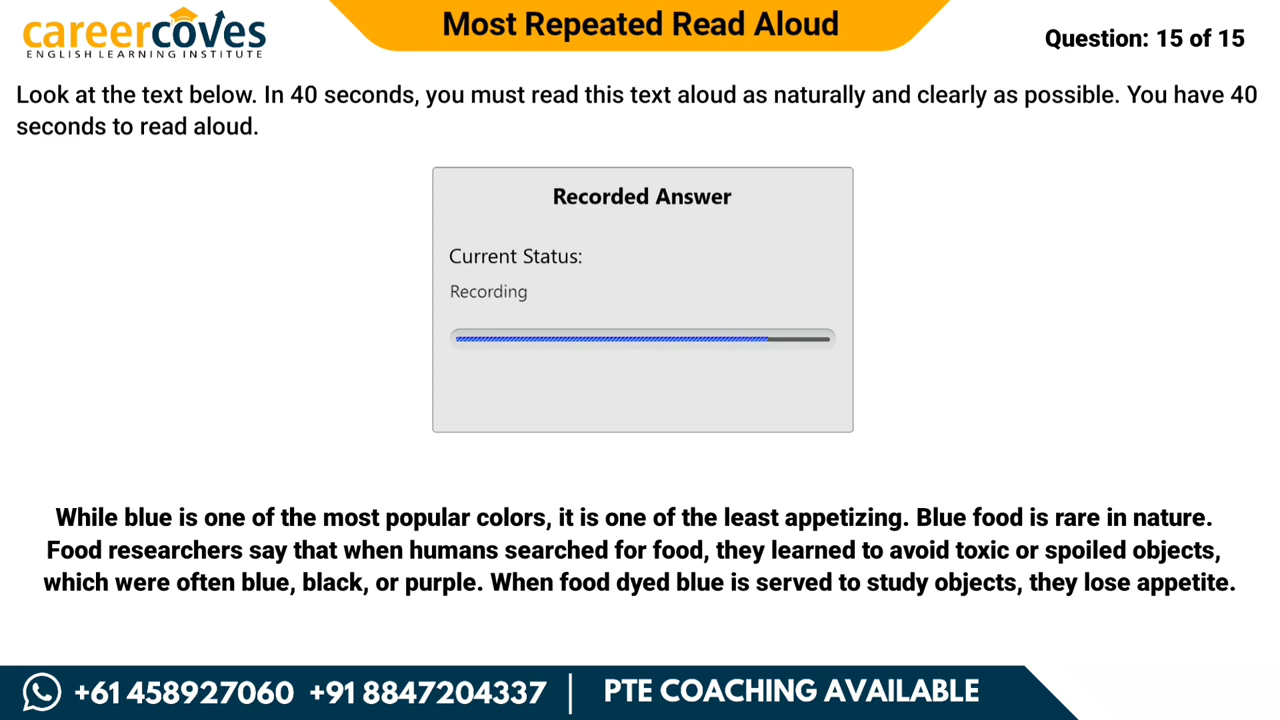 careercoves
ENGLISH LEARNING INSTITUTE
Most Repeated Read Aloud
Question: 15 of 15
Look at the text below. In 40 seconds, you must read this text aloud as naturally and clearly as possible. You have 40
seconds to read aloud.
Recorded Answer
Current Status:
Recording
While blue is one of the most popular colors, it is one of the least appetizing. Blue food is rare in nature.
Food researchers say that when humans searched for food, they learned to avoid toxic or spoiled objects,
which were often blue, black, or purple. When food dyed blue is served to study objects, they lose appetite.
+61 458927060 +91 8847204337 PTE COACHING AVAILABLE